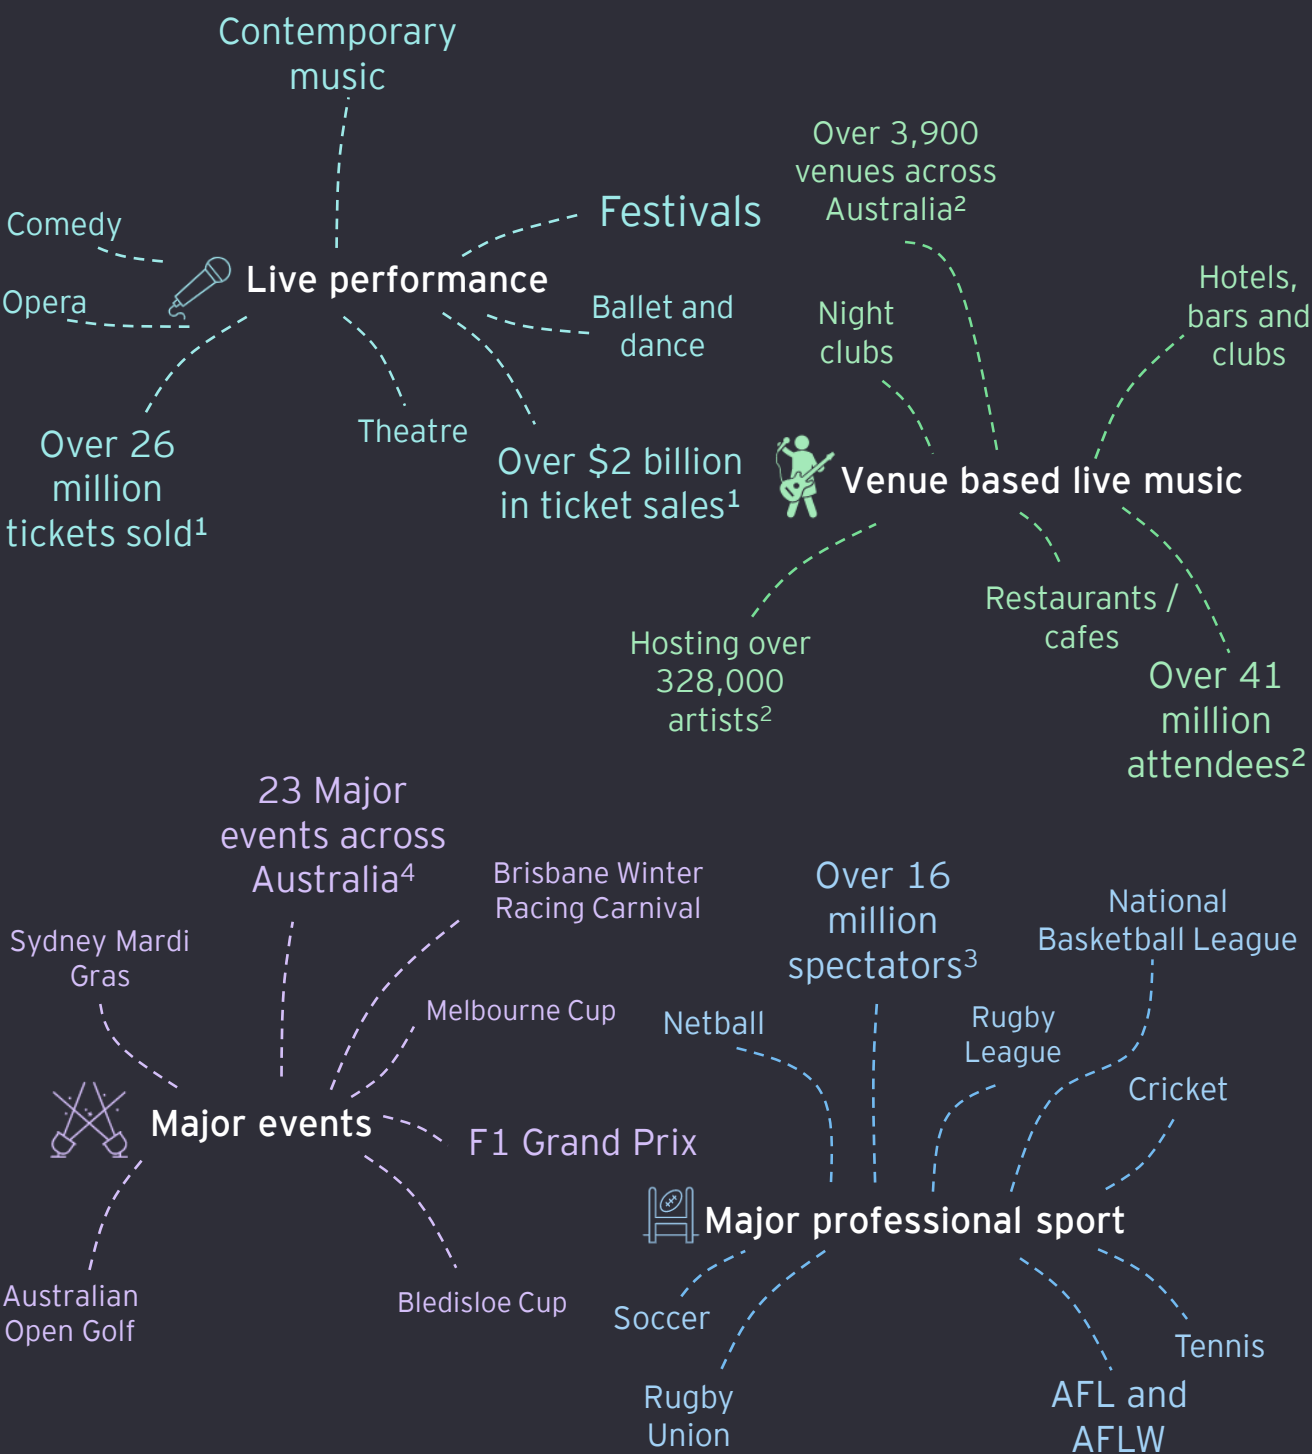 Contemporary
music
Comedy
Festivals
Live performance
Opera
Ballet and
dance
Theatre
Over 26
million
tickets sold¹
Over $2 billion
in ticket sales¹
Over 3,900
venues across
Australia²
Night
clubs
Hotels,
bars and
clubs
Venue based live music
Restaurants /
cafes
Hosting over
328,000
artists²
Over 41
million
attendees²
23 Major
events across
Australia⁴
Brisbane Winter
Racing Carnival
Sydney Mardi
Gras
Melbourne Cup
Major events
F1 Grand Prix
Australian
Open Golf
Bledisloe Cup
Over 16
million
spectators³
National
Basketball League
Netball
Rugby
League
Cricket
Major professional sport
Soccer
Tennis
Rugby
Union
AFL and
AFLW